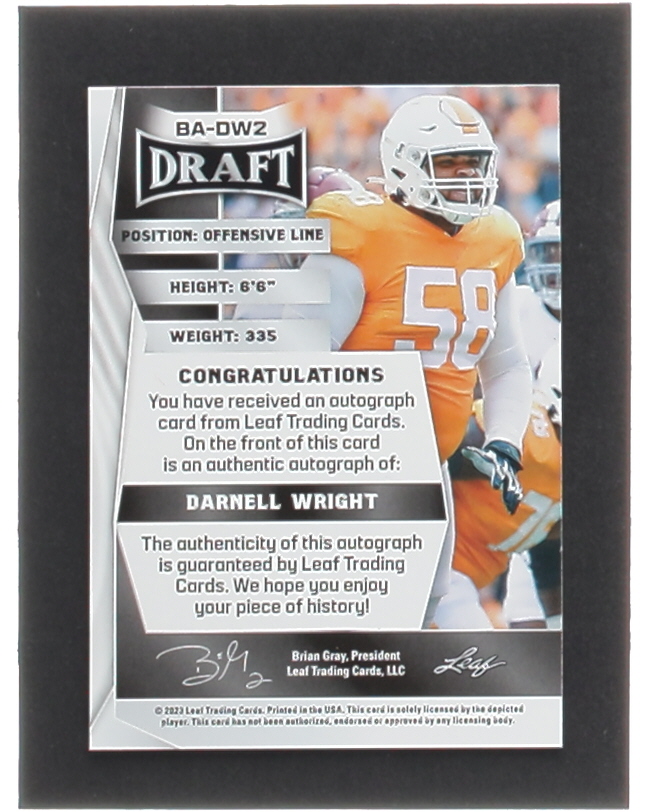 BA-DW2
DRAFT
POSITION: OFFENSIVE LINE
HEIGHT: 6'6"
WEIGHT: 335
58
CONGRATULATIONS
You have received an autograph
card from Leaf Trading Cards.
On the front of this card
is an authentic autograph of:
DARNELL WRIGHT
The authenticity of this autograph
is guaranteed by Leaf Trading
Cards. We hope you enjoy
your piece of history!
Brian Gray, President
Leaf Trading Cards, LLC
Leaf
© 2023 Leaf Trading Cards. Printed in the USA. This card is solely licensed by the depicted
player. This card has not been authorized, endorsed or approved by any licensing body.